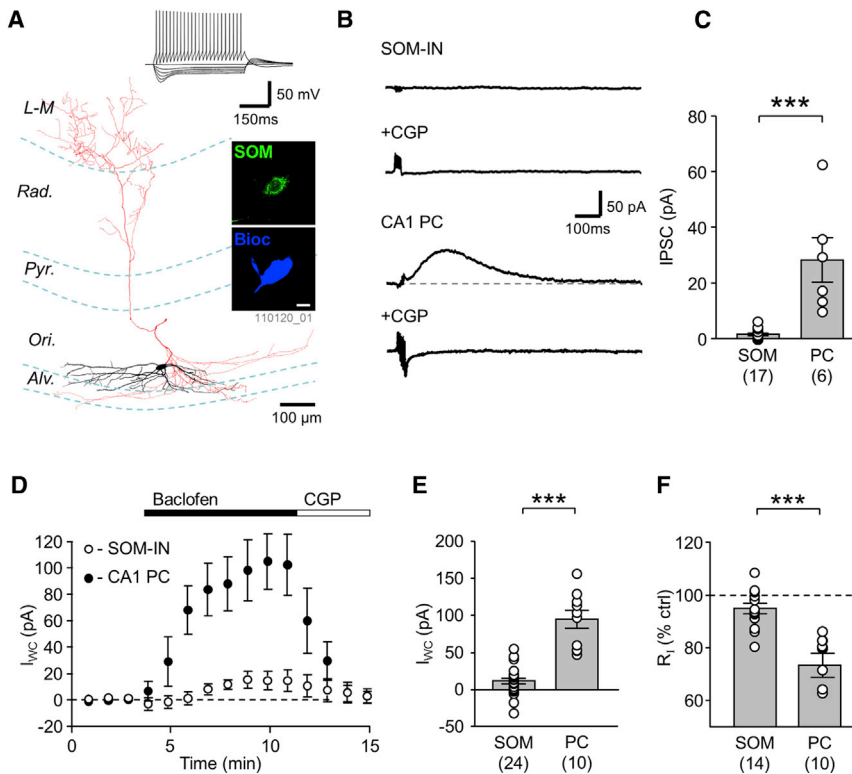 A
50 mV
150ms
L-M
Rad.
Pyr.
Ori.
Alv.
SOM
Bioc
110120_01
100 µm
B
SOM-IN
+CGP
50 pA
100ms
CA1 PC
+CGP
C
***
80
60
40
20
0
IPSC (pA)
SOM
(17)
PC
(6)
D
Baclofen
CGP
- SOM-IN
- CA1 PC
120
100
80
60
40
20
0
-20
I_WC (pA)
0
5
10
15
Time (min)
E
***
200
150
100
50
0
-50
I_WC (pA)
SOM
(24)
PC
(10)
F
***
120
100
80
60
R_I (% ctrl)
SOM
(14)
PC
(10)